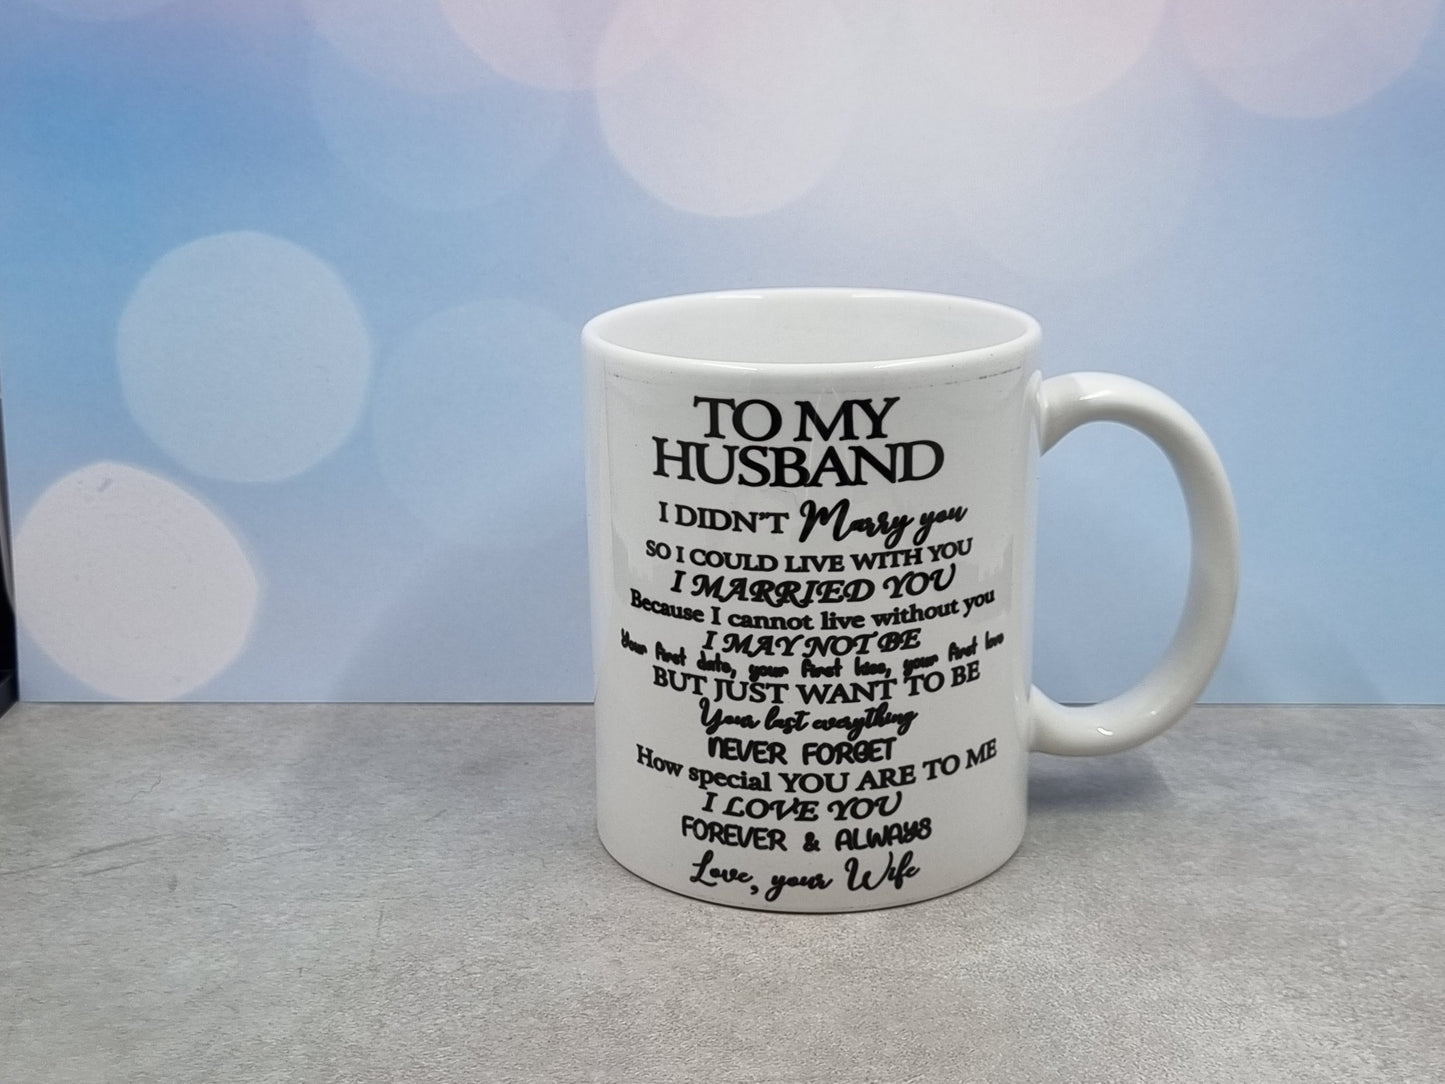 TO MY
HUSBAND
I DIDN'T Marry you
SO I COULD LIVE WITH YOU
I MARRIED YOU
Because I cannot live without you
I MAY NOT BE
Your first date, your first kiss, your first love
BUT JUST WANT TO BE
Your last everything
NEVER FORGET
How special YOU ARE TO ME
I LOVE YOU
FOREVER & ALWAYS
Love, your Wife